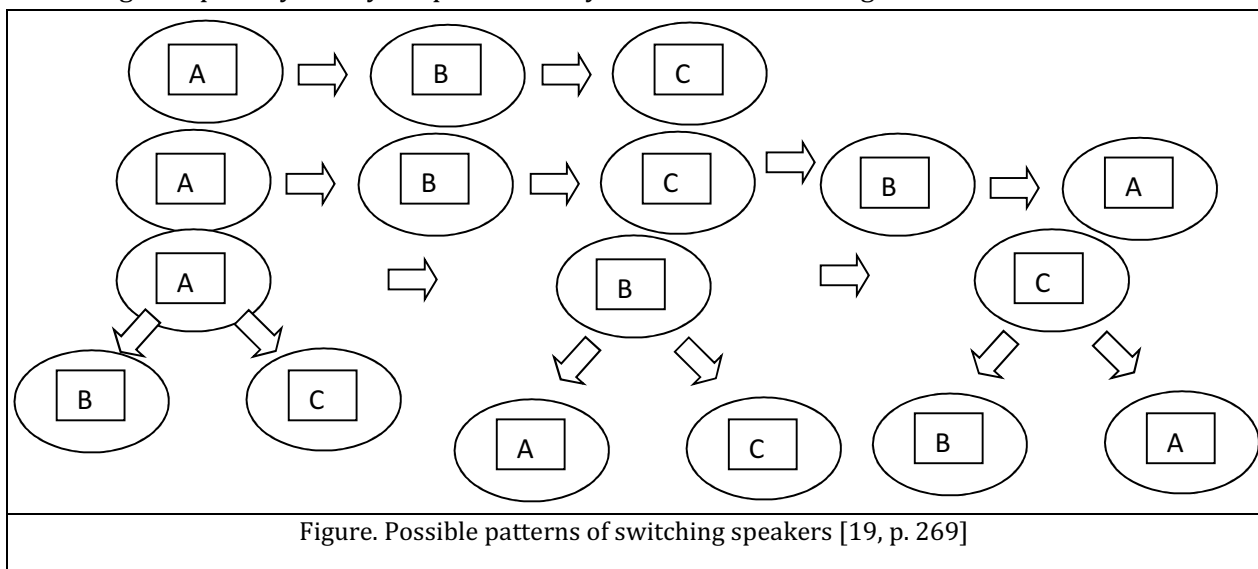 A B C
A B C B A
A B C
B C A C B A
Figure. Possible patterns of switching speakers [19, p. 269]